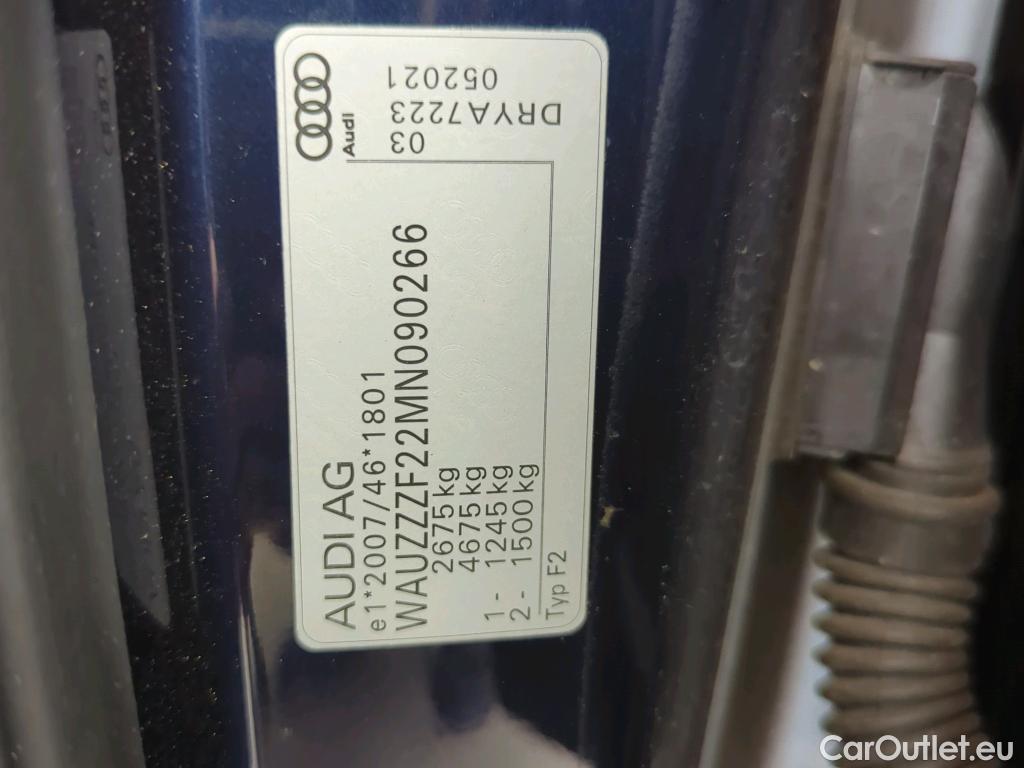 AUDI AG
e1*2007/46*1801
WAUZZZF22MN090266
2675kg
4675kg
1 - 1245kg
2 - 1500kg
Typ F2
Audi
03
DRYA7223
052021
CarOutlet.eu